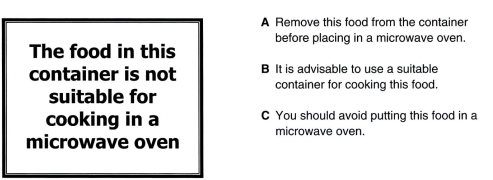 The food in this
container is not
suitable for
cooking in a
microwave oven
A Remove this food from the container
before placing in a microwave oven.
B It is advisable to use a suitable
container for cooking this food.
C You should avoid putting this food in a
microwave oven.